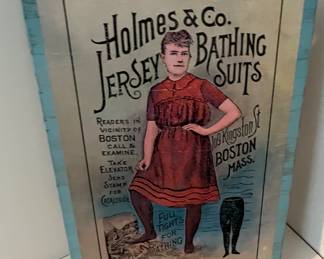 Holmes & Co.
JERSEY BATHING
SUITS
READERS IN
VICINITY OF
BOSTON
CALL &
EXAMINE.
TAKE
ELEVATOR
SEND
STAMP
FOR
CATALOGUE
Kingston St.
BOSTON
MASS.
FULL
TIGHTS
FOR
BATHING